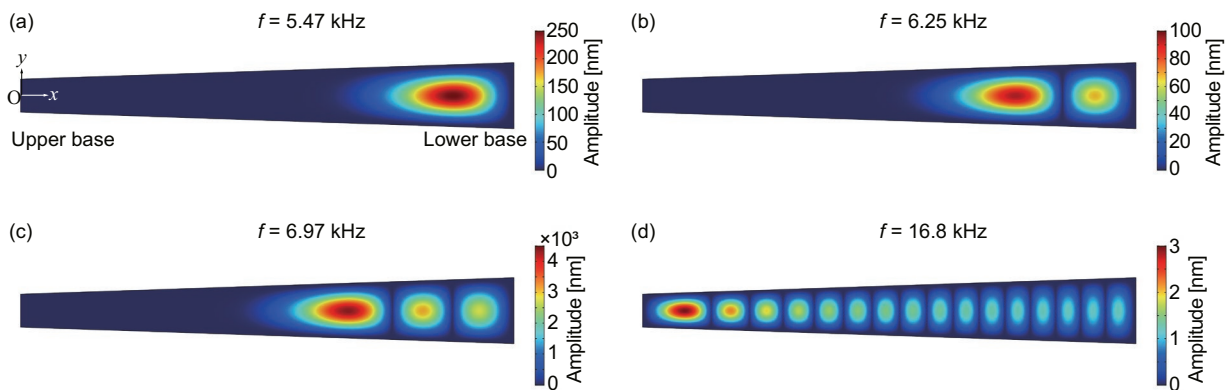 (a)
f = 5.47 kHz
250
200
150
100
50
0
Amplitude [nm]
y
O
x
Upper base
Lower base
(b)
f = 6.25 kHz
100
80
60
40
20
0
Amplitude [nm]
(c)
f = 6.97 kHz
×10³
4
3
2
1
0
Amplitude [nm]
(d)
f = 16.8 kHz
3
2
1
0
Amplitude [nm]